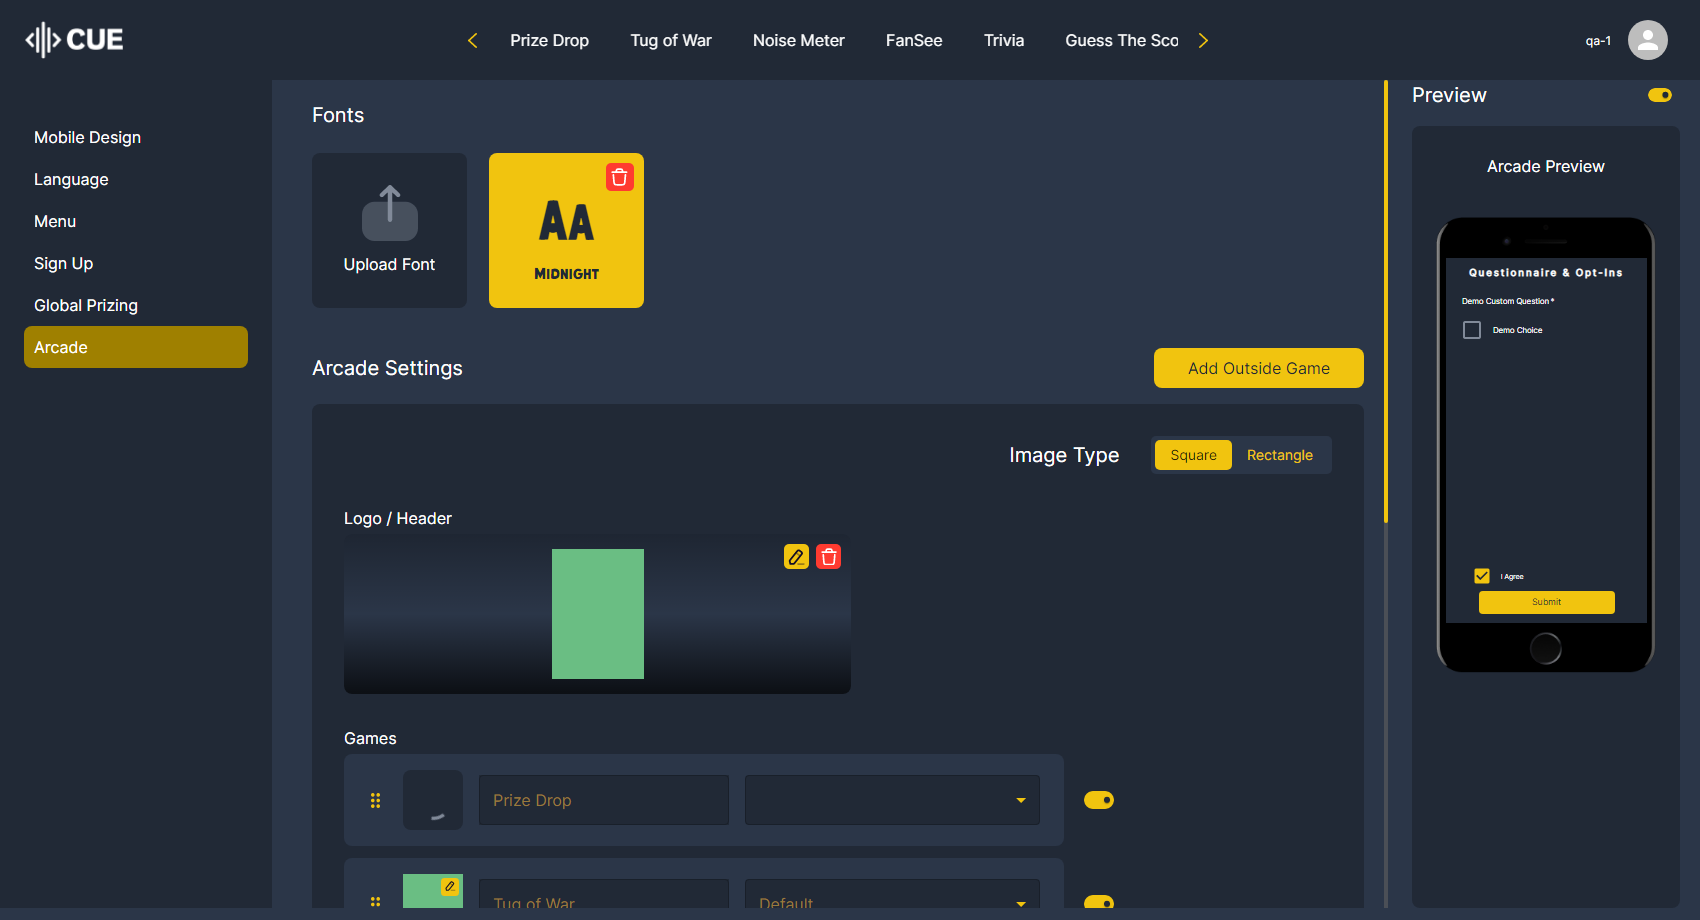 CUE
Prize Drop
Tug of War
Noise Meter
FanSee
Trivia
Guess The Sco
qa-1
Mobile Design
Language
Menu
Sign Up
Global Prizing
Arcade
Fonts
Upload Font
AA
MIDNIGHT
Arcade Settings
Add Outside Game
Image Type
Square
Rectangle
Logo / Header
Games
Prize Drop
Tug of War
Default
Preview
Arcade Preview
Questionnaire & Opt-Ins
Demo Custom Question *
Demo Choice
I Agree
Submit